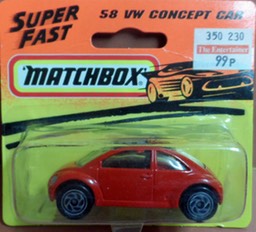 SUPER
FAST
58 VW CONCEPT CAR
350 230
The Entertainer
99P
MATCHBOX